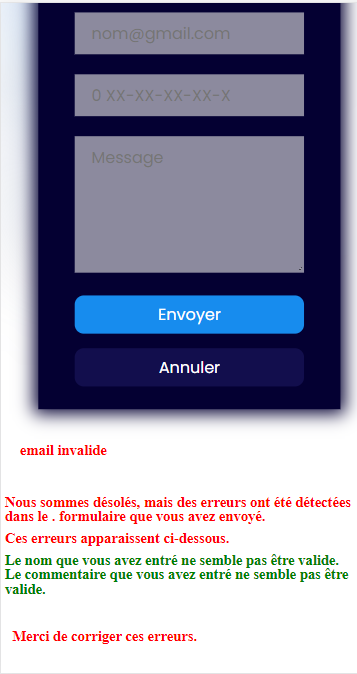 nom@gmail.com
0 XX-XX-XX-XX-X
Message
Envoyer
Annuler
email invalide
Nous sommes désolés, mais des erreurs ont été détectées
dans le . formulaire que vous avez envoyé.
Ces erreurs apparaissent ci-dessous.
Le nom que vous avez entré ne semble pas être valide.
Le commentaire que vous avez entré ne semble pas être
valide.
Merci de corriger ces erreurs.